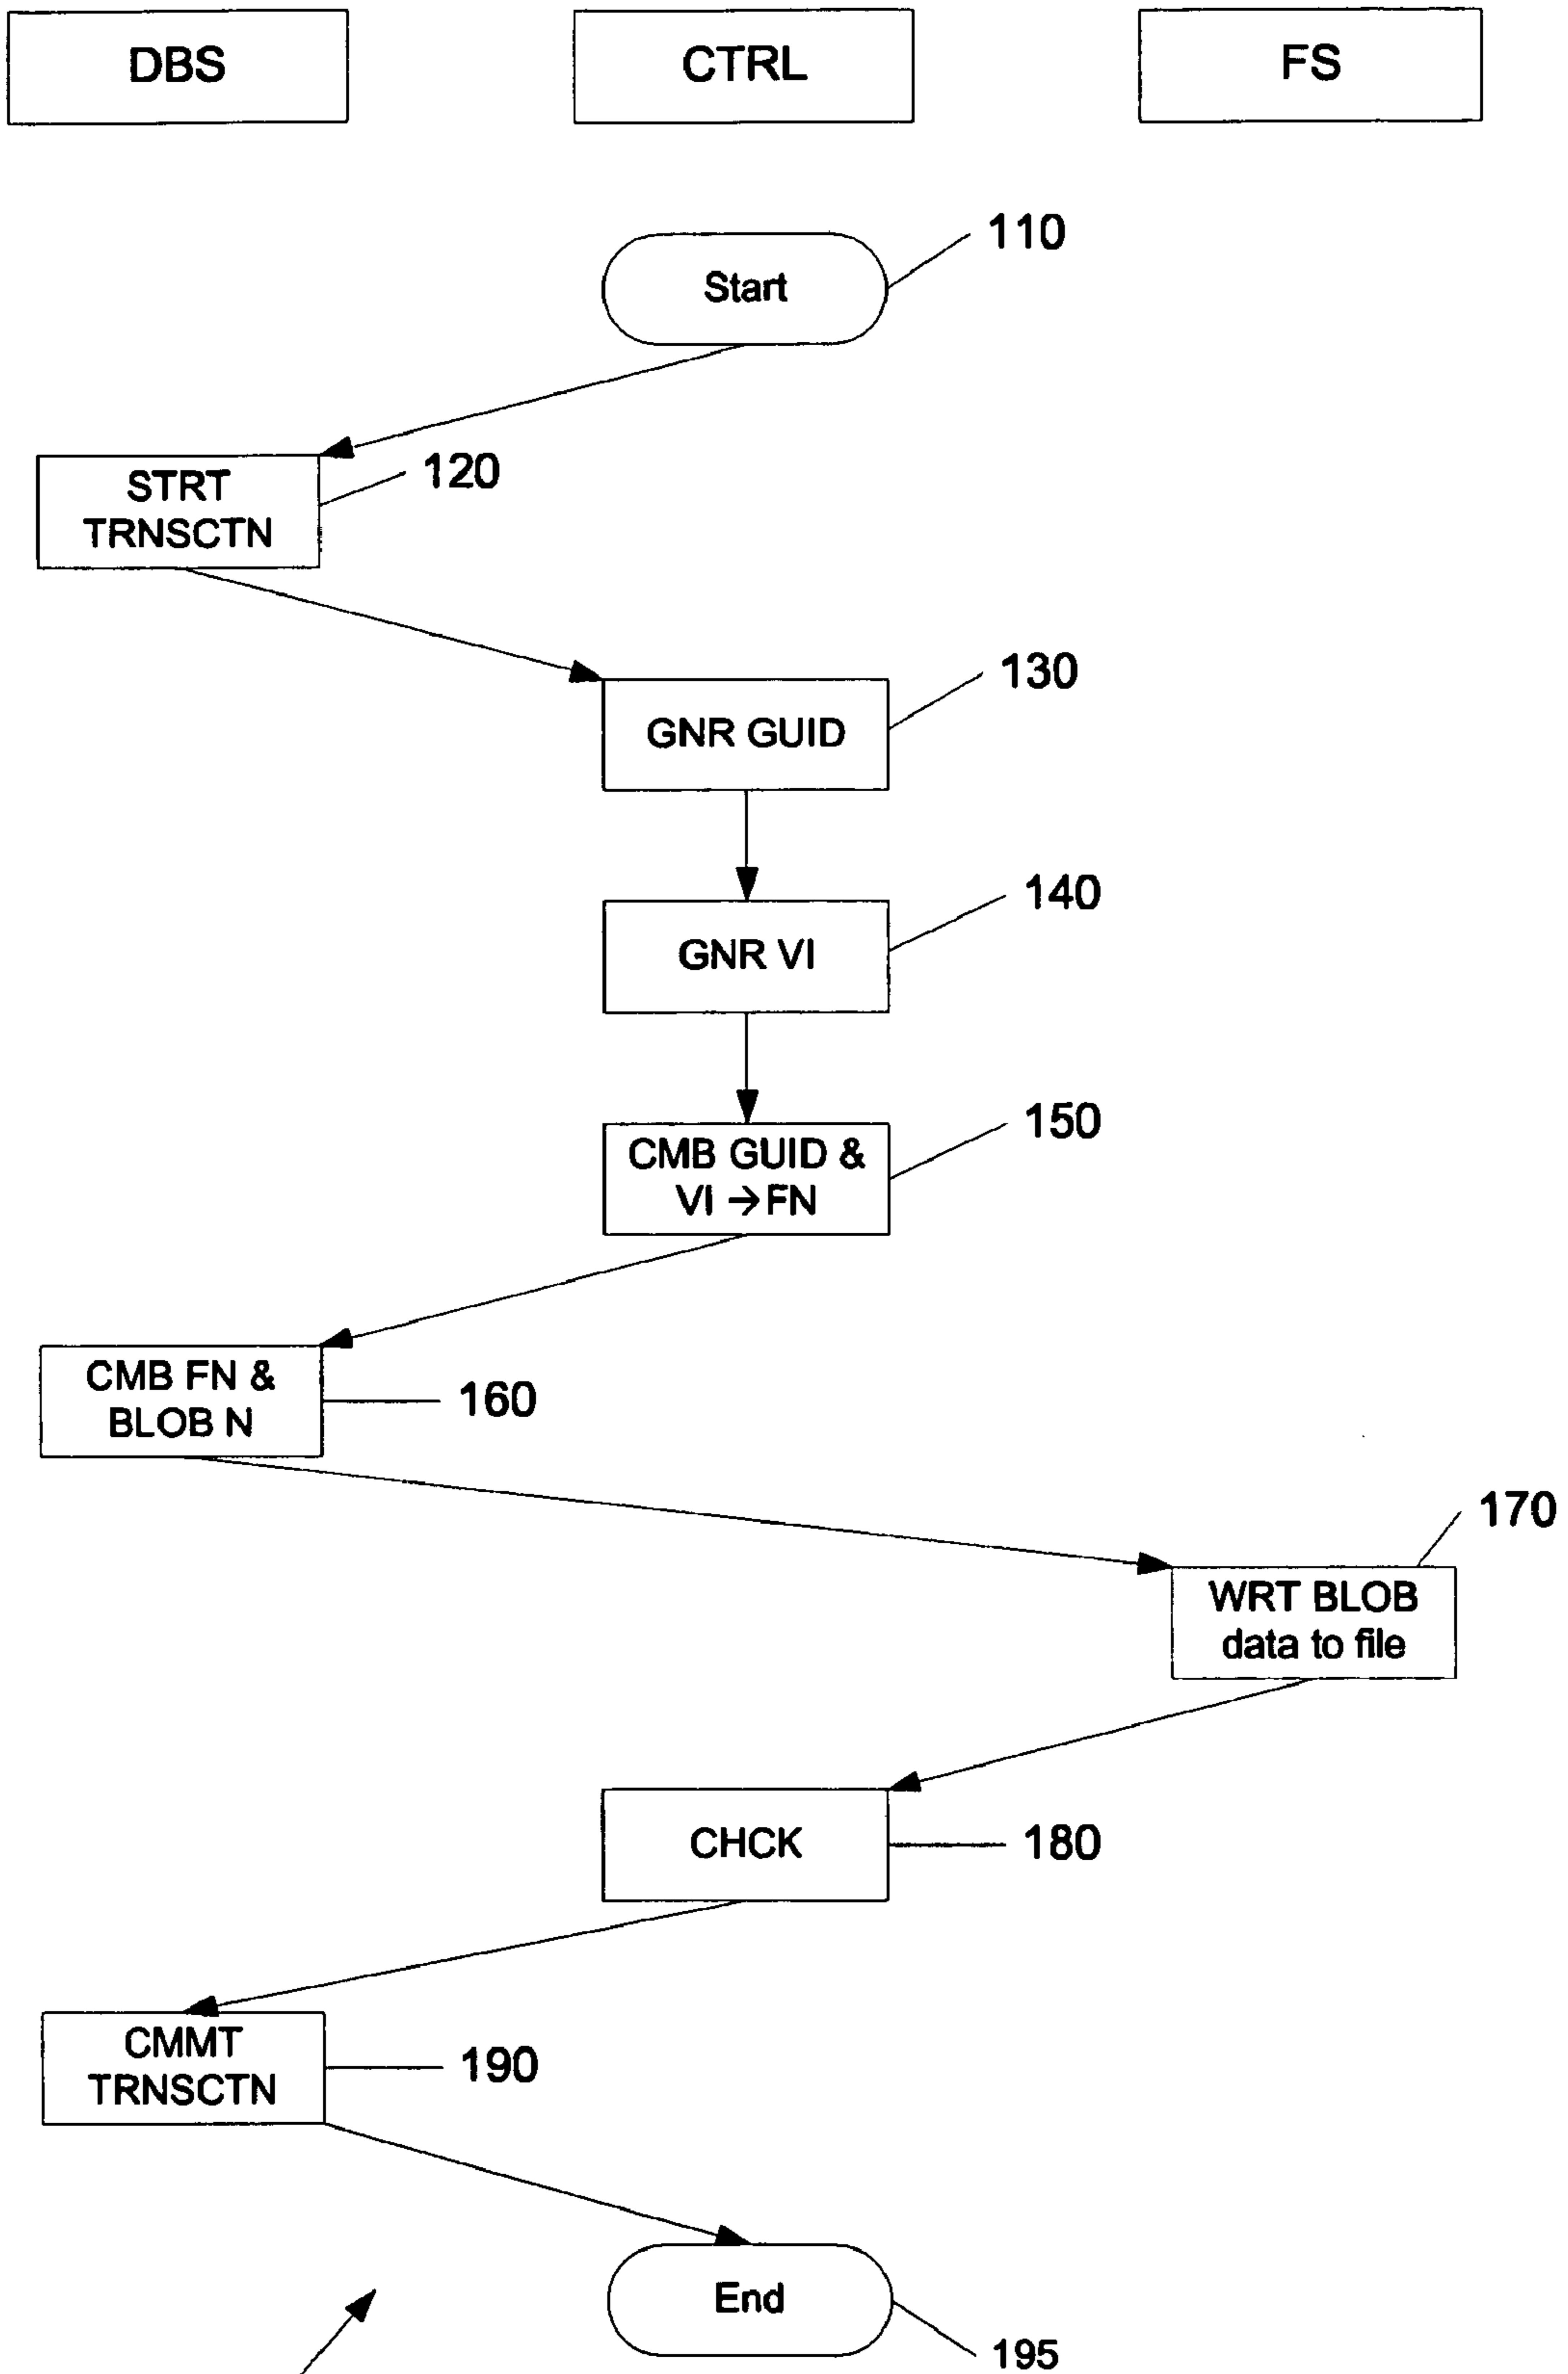 DBS
CTRL
FS
Start
110
STRT
TRNSCTN
120
GNR GUID
130
GNR VI
140
CMB GUID &
VI →FN
150
CMB FN &
BLOB N
160
WRT BLOB
data to file
170
CHCK
180
CMMT
TRNSCTN
190
End
195